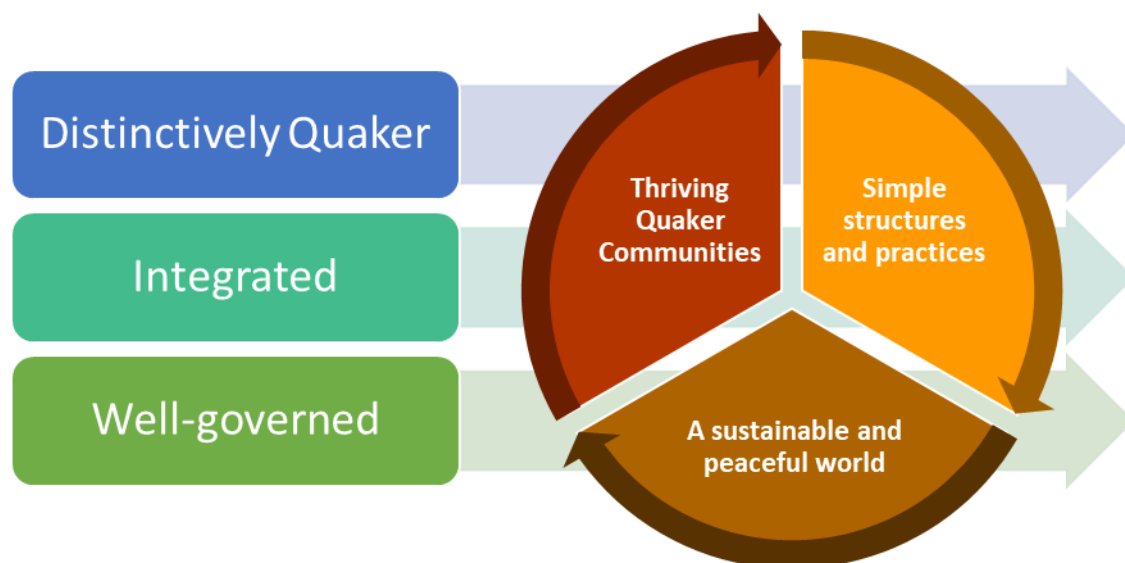 Distinctively Quaker
Integrated
Well-governed
Thriving
Quaker
Communities
Simple
structures
and practices
A sustainable and
peaceful world